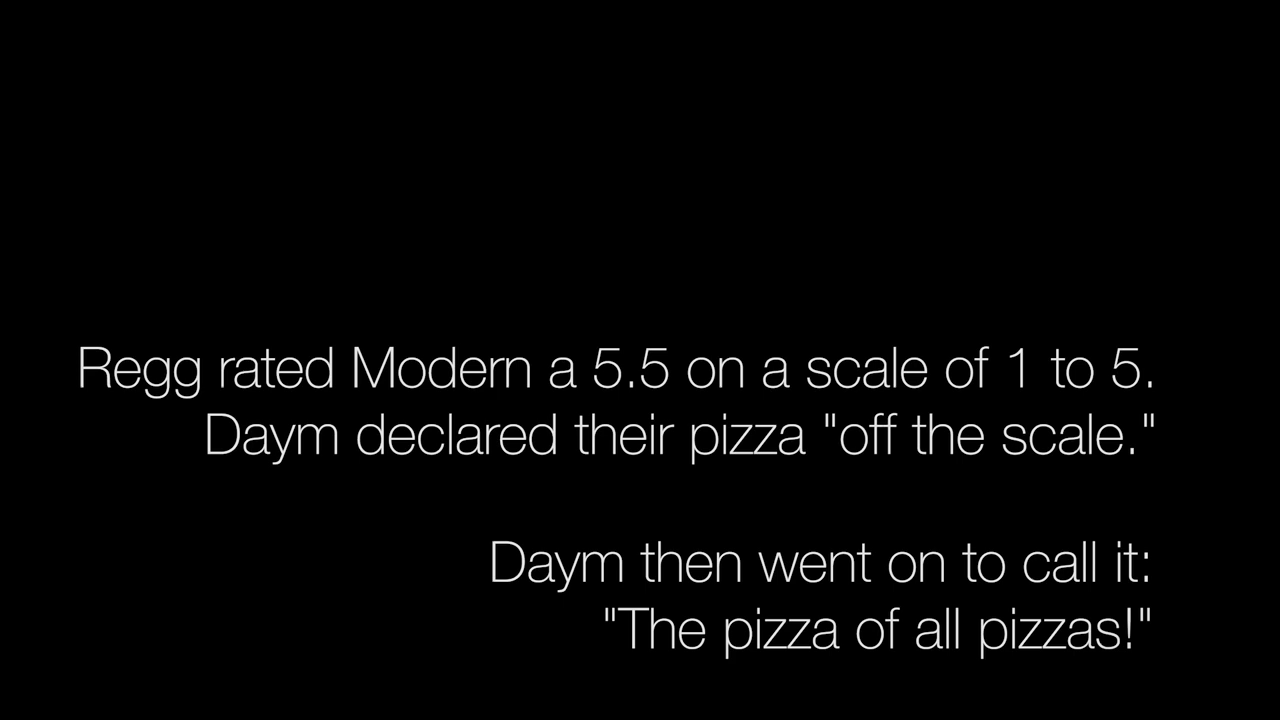 Regg rated Modern a 5.5 on a scale of 1 to 5.
Daym declared their pizza "off the scale."
Daym then went on to call it:
"The pizza of all pizzas!"